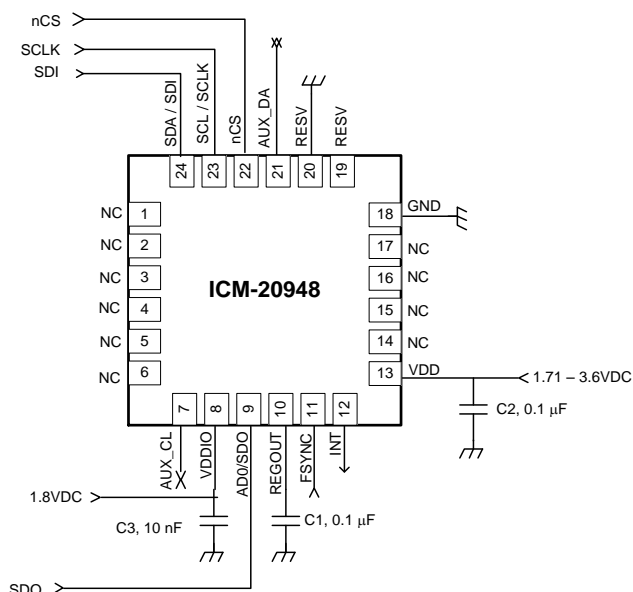 nCS
SCLK
SDI
SDA / SDI
SCL / SCLK
nCS
AUX_DA
RESV
RESV
24
23
22
21
20
19
NC 1
18 GND
NC 2
17 NC
NC 3
16 NC
ICM-20948
NC 4
15 NC
NC 5
14 NC
NC 6
13 VDD
1.71 – 3.6VDC
7
8
9
10
11
12
C2, 0.1 µF
AUX_CL
VDDIO
AD0/SDO
REGOUT
FSYNC
INT
1.8VDC
C3, 10 nF
C1, 0.1 µF
SDO